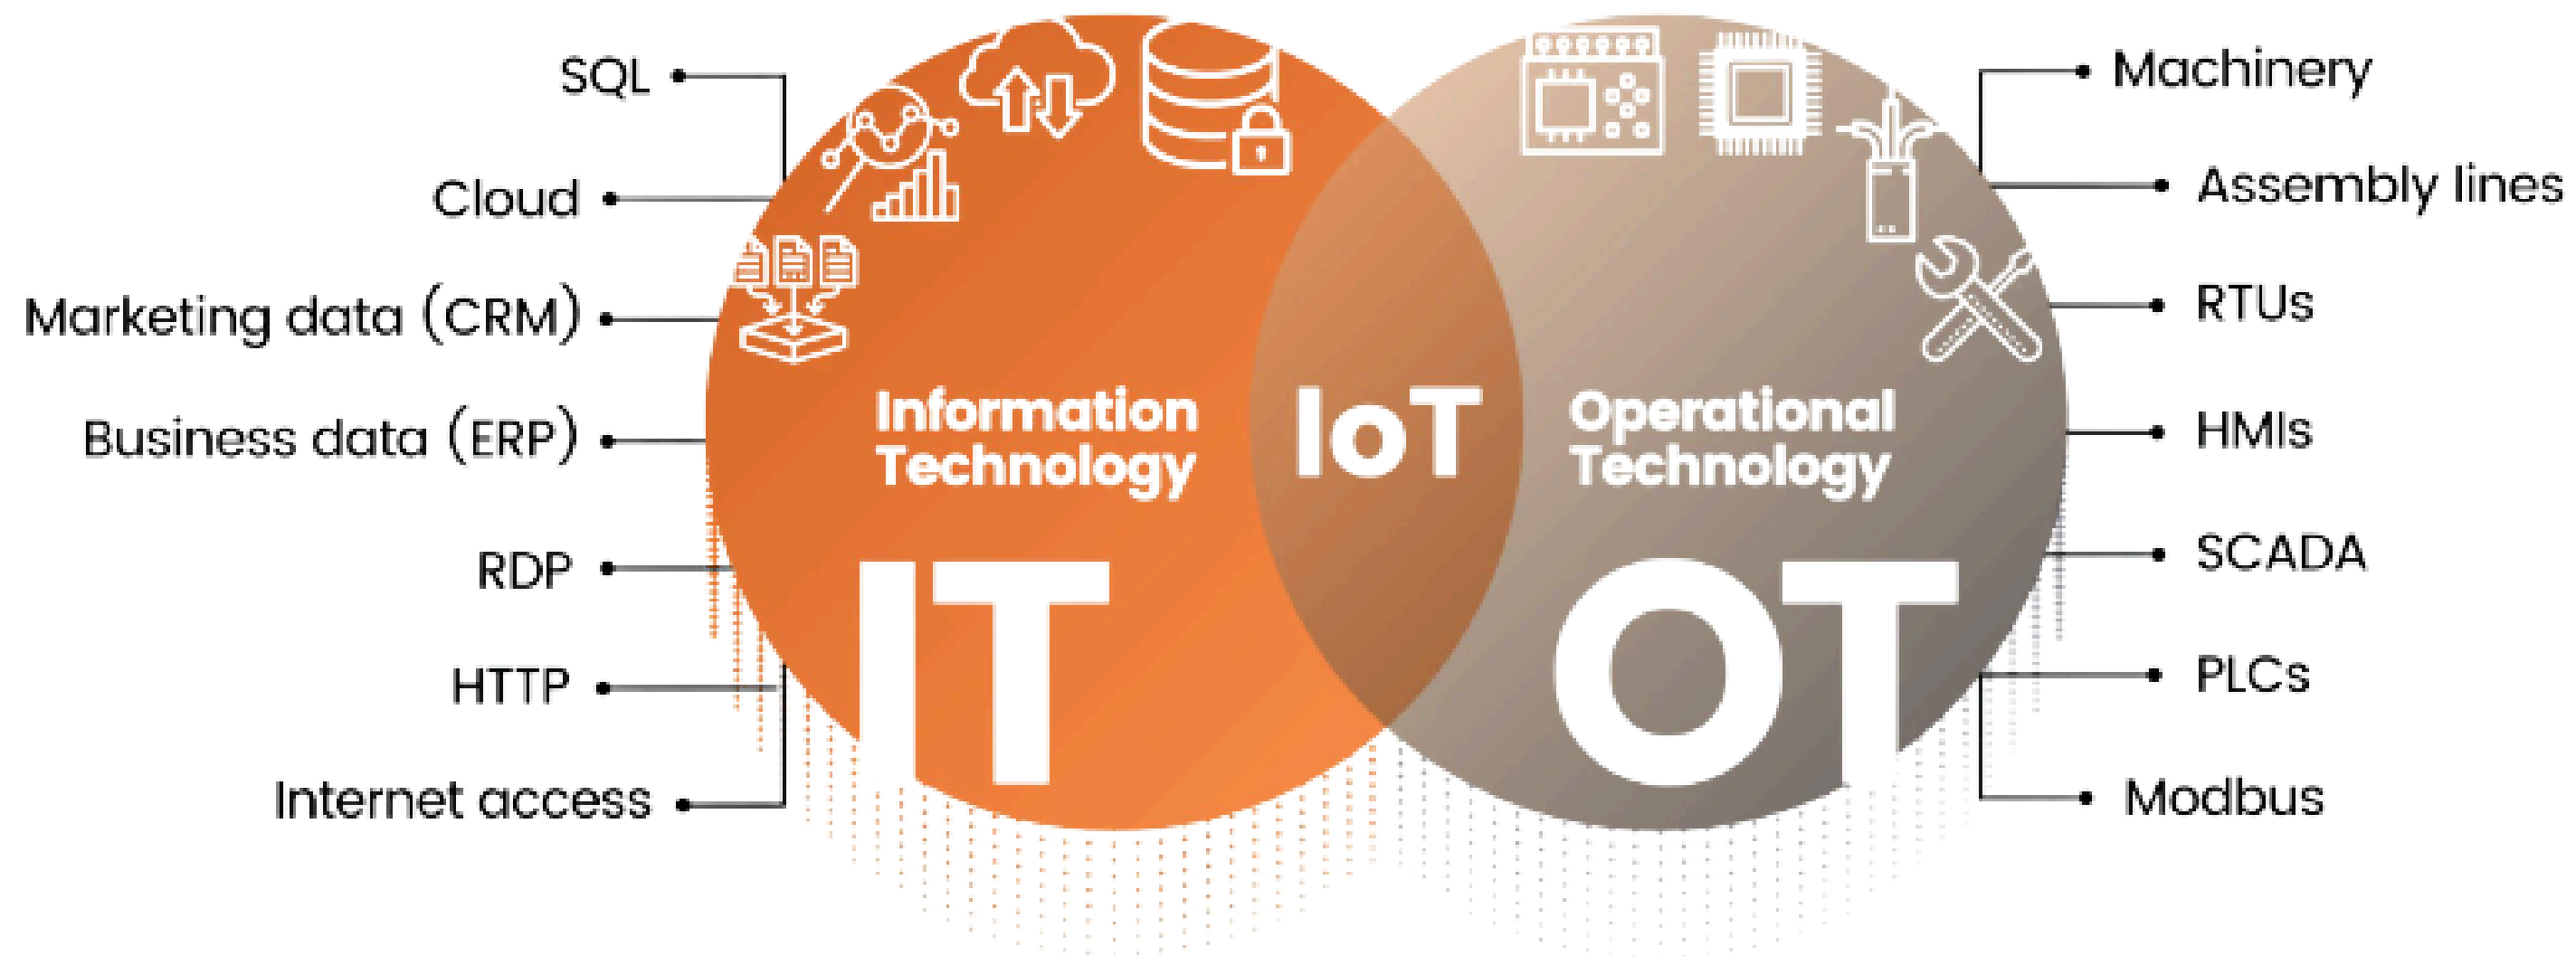 SQL
Cloud
Marketing data (CRM)
Business data (ERP)
RDP
HTTP
Internet access
Information
Technology
IT
IoT
Operational
Technology
OT
Machinery
Assembly lines
RTUs
HMIs
SCADA
PLCs
Modbus